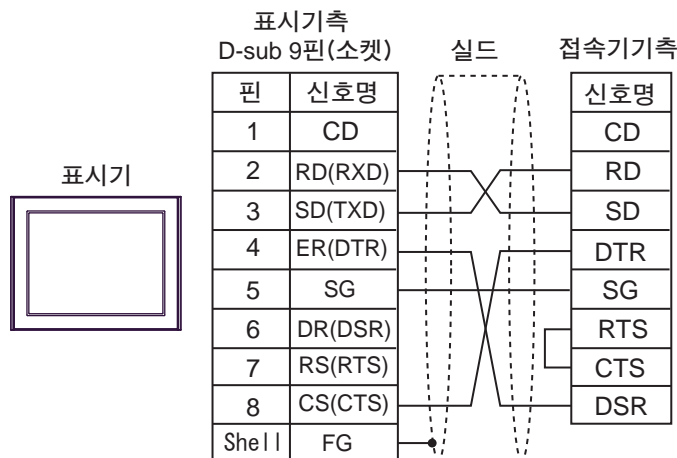 표시기측
D-sub 9핀(소켓)
실드
접속기기측
표시기
핀 신호명 신호명
1 CD CD
2 RD(RXD) RD
3 SD(TXD) SD
4 ER(DTR) DTR
5 SG SG
6 DR(DSR) RTS
7 RS(RTS) CTS
8 CS(CTS) DSR
Shell FG